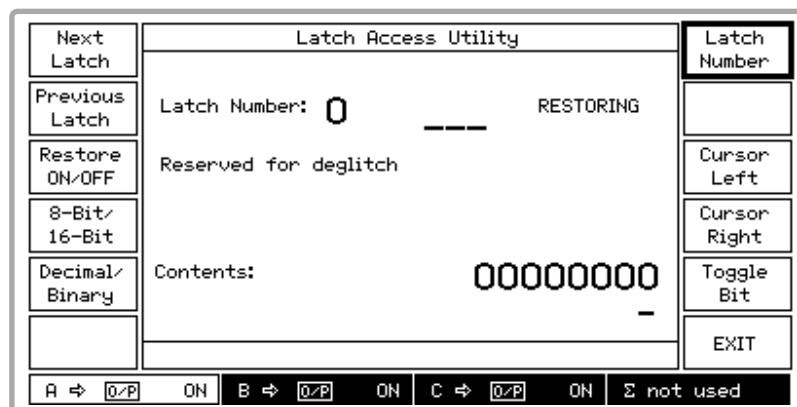 Next
Latch
Latch Access Utility
Latch
Number
Previous
Latch
Latch Number: 0 ___ RESTORING
Restore
ON/OFF
Reserved for deglitch
Cursor
Left
8-Bit/
16-Bit
Cursor
Right
Decimal/
Binary
Contents: 00000000
Toggle
Bit
EXIT
A ⇨ O/P ON B ⇨ O/P ON C ⇨ O/P ON Σ not used